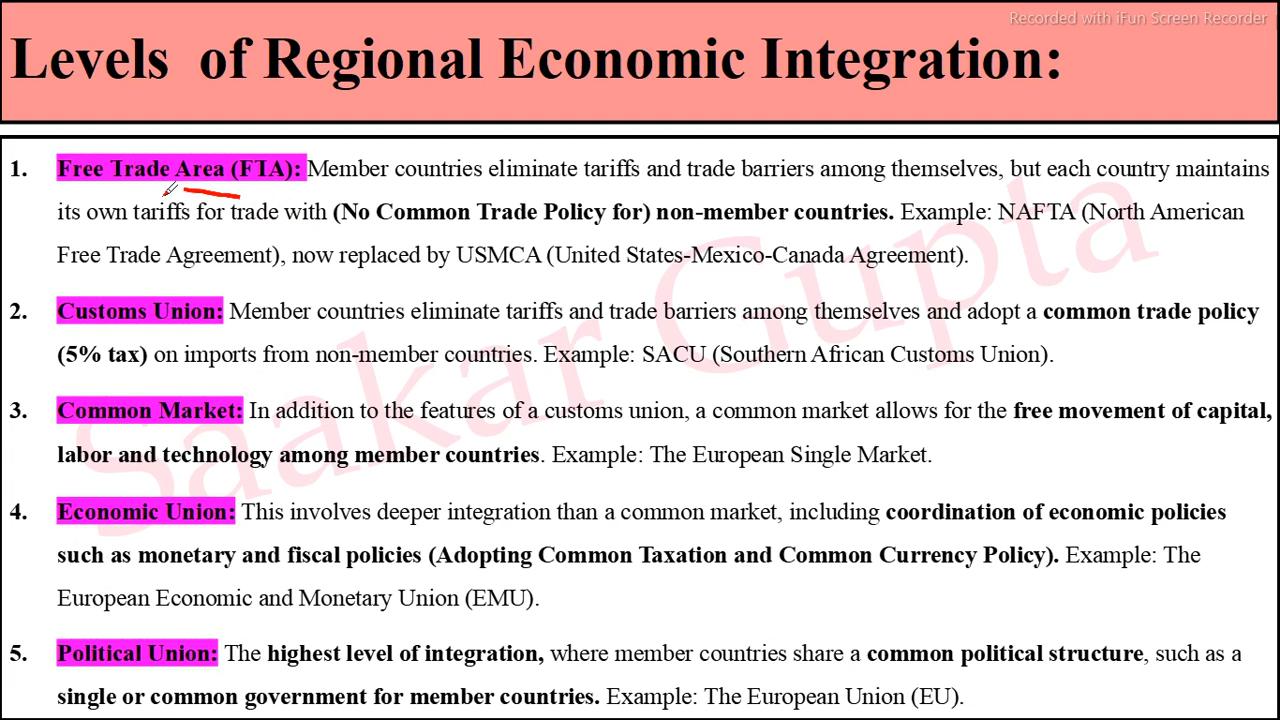 Recorded with iFun Screen Recorder
Levels of Regional Economic Integration:
1. Free Trade Area (FTA): Member countries eliminate tariffs and trade barriers among themselves, but each country maintains
its own tariffs for trade with (No Common Trade Policy for) non-member countries. Example: NAFTA (North American
Free Trade Agreement), now replaced by USMCA (United States-Mexico-Canada Agreement).
2. Customs Union: Member countries eliminate tariffs and trade barriers among themselves and adopt a common trade policy
(5% tax) on imports from non-member countries. Example: SACU (Southern African Customs Union).
3. Common Market: In addition to the features of a customs union, a common market allows for the free movement of capital,
labor and technology among member countries. Example: The European Single Market.
4. Economic Union: This involves deeper integration than a common market, including coordination of economic policies
such as monetary and fiscal policies (Adopting Common Taxation and Common Currency Policy). Example: The
European Economic and Monetary Union (EMU).
5. Political Union: The highest level of integration, where member countries share a common political structure, such as a
single or common government for member countries. Example: The European Union (EU).
Saakar Gupta